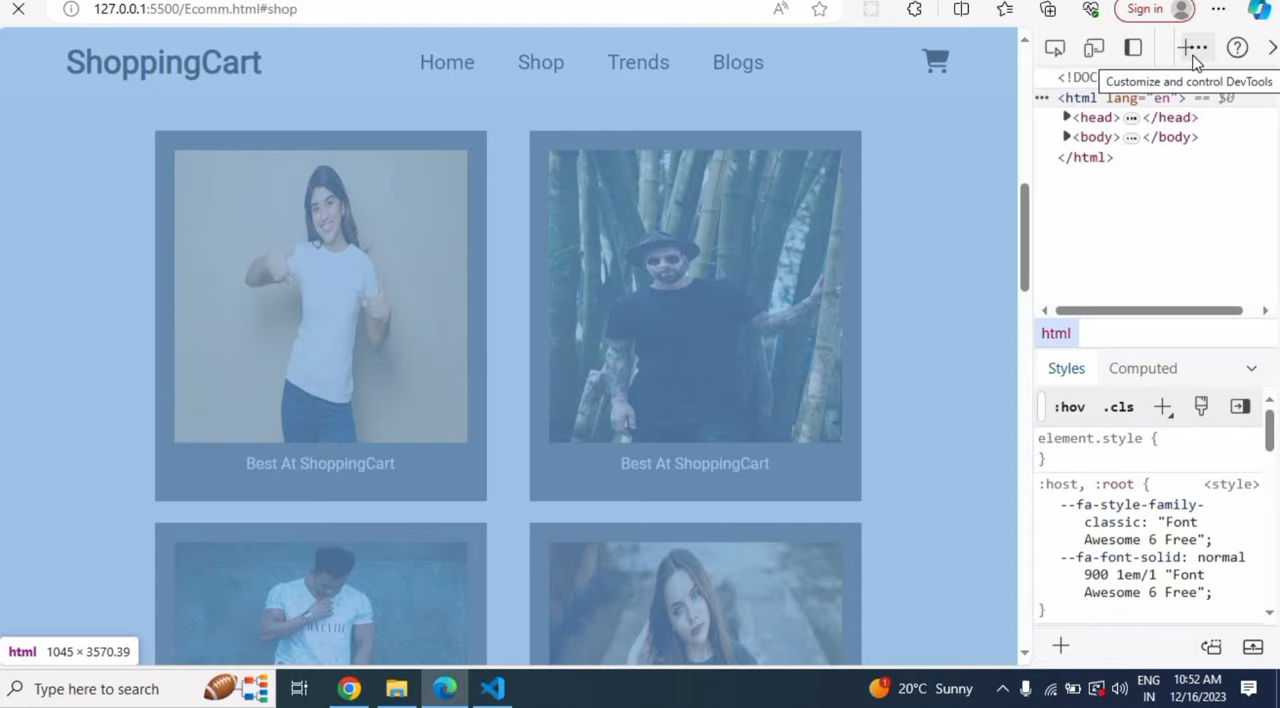 127.0.0.1:5500/Ecomm.html#shop
Sign in
ShoppingCart
Home
Shop
Trends
Blogs
Best At ShoppingCart
Best At ShoppingCart
html 1045 × 3570.39
<!DOC
Customize and control DevTools
<html lang="en"> == $0
<head> … </head>
<body> … </body>
</html>
html
Styles
Computed
:hov
.cls
element.style {
}
:host, :root {
<style>
--fa-style-family-
classic: "Font
Awesome 6 Free";
--fa-font-solid: normal
900 1em/1 "Font
Awesome 6 Free";
}
Type here to search
20°C Sunny
ENG
IN
10:52 AM
12/16/2023